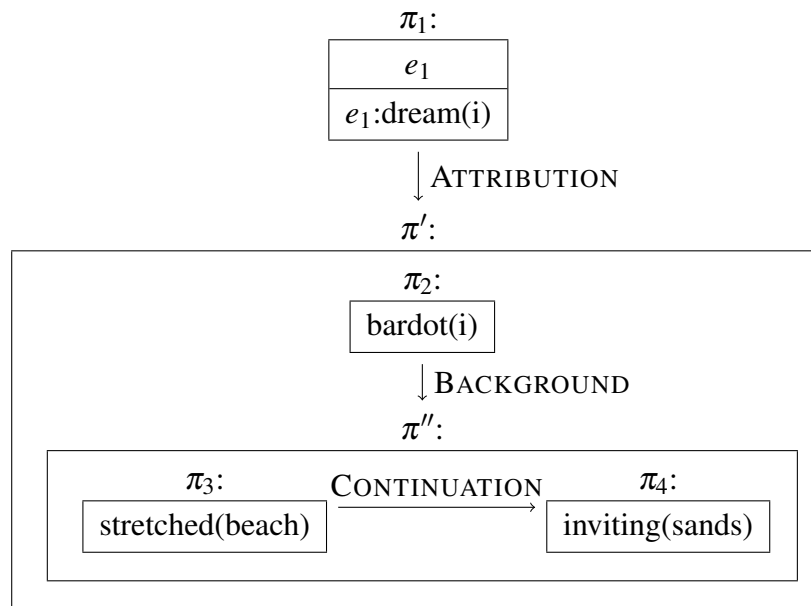 π₁:
e₁
e₁:dream(i)
ATTRIBUTION
π′:
π₂:
bardot(i)
BACKGROUND
π″:
π₃: CONTINUATION π₄:
stretched(beach) inviting(sands)